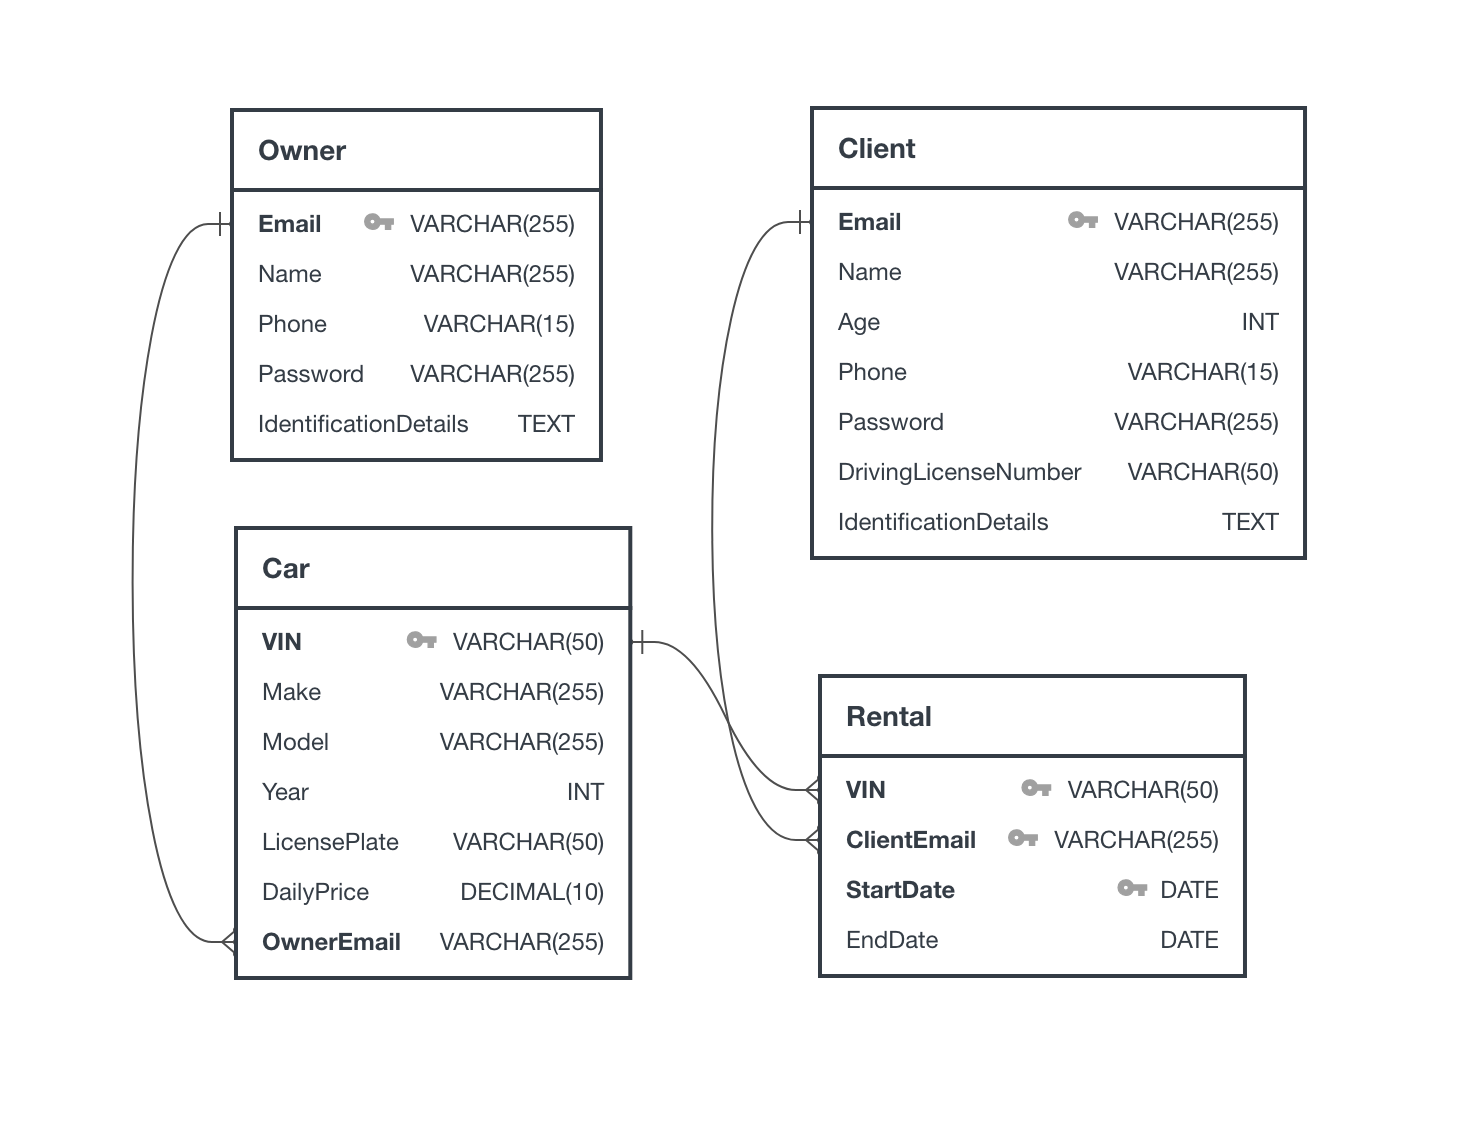 Owner
Email VARCHAR(255)
Name VARCHAR(255)
Phone VARCHAR(15)
Password VARCHAR(255)
IdentificationDetails TEXT
Client
Email VARCHAR(255)
Name VARCHAR(255)
Age INT
Phone VARCHAR(15)
Password VARCHAR(255)
DrivingLicenseNumber VARCHAR(50)
IdentificationDetails TEXT
Car
VIN VARCHAR(50)
Make VARCHAR(255)
Model VARCHAR(255)
Year INT
LicensePlate VARCHAR(50)
DailyPrice DECIMAL(10)
OwnerEmail VARCHAR(255)
Rental
VIN VARCHAR(50)
ClientEmail VARCHAR(255)
StartDate DATE
EndDate DATE